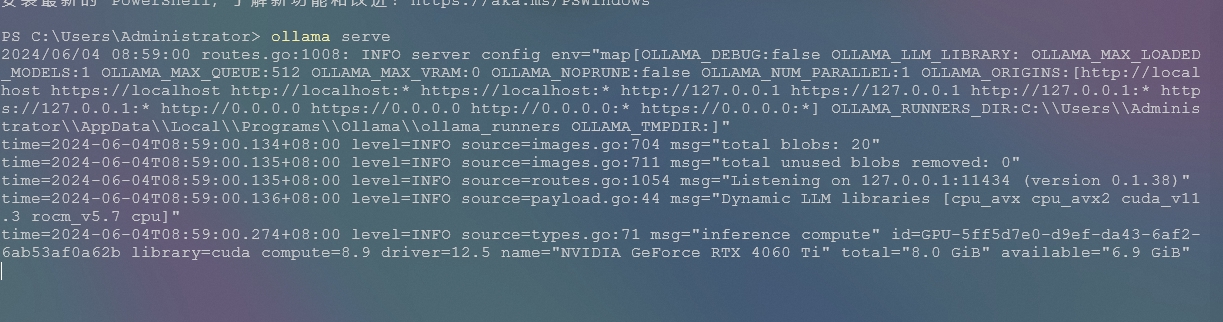 安装最新的 PowerShell, 了解新功能和改进! https://aka.ms/PSWindows
PS C:\Users\Administrator> ollama serve
2024/06/04 08:59:00 routes.go:1008: INFO server config env="map[OLLAMA_DEBUG:false OLLAMA_LLM_LIBRARY: OLLAMA_MAX_LOADED
_MODELS:1 OLLAMA_MAX_QUEUE:512 OLLAMA_MAX_VRAM:0 OLLAMA_NOPRUNE:false OLLAMA_NUM_PARALLEL:1 OLLAMA_ORIGINS:[http://local
host https://localhost http://localhost:* https://localhost:* http://127.0.0.1 https://127.0.0.1 http://127.0.0.1:* http
s://127.0.0.1:* http://0.0.0.0 https://0.0.0.0 http://0.0.0.0:* https://0.0.0.0:*] OLLAMA_RUNNERS_DIR:C:\\Users\\Adminis
trator\\AppData\\Local\\Programs\\Ollama\\ollama_runners OLLAMA_TMPDIR:]"
time=2024-06-04T08:59:00.134+08:00 level=INFO source=images.go:704 msg="total blobs: 20"
time=2024-06-04T08:59:00.135+08:00 level=INFO source=images.go:711 msg="total unused blobs removed: 0"
time=2024-06-04T08:59:00.135+08:00 level=INFO source=routes.go:1054 msg="Listening on 127.0.0.1:11434 (version 0.1.38)"
time=2024-06-04T08:59:00.136+08:00 level=INFO source=payload.go:44 msg="Dynamic LLM libraries [cpu_avx cpu_avx2 cuda_v11
.3 rocm_v5.7 cpu]"
time=2024-06-04T08:59:00.274+08:00 level=INFO source=types.go:71 msg="inference compute" id=GPU-5ff5d7e0-d9ef-da43-6af2-
6ab53af0a62b library=cuda compute=8.9 driver=12.5 name="NVIDIA GeForce RTX 4060 Ti" total="8.0 GiB" available="6.9 GiB"